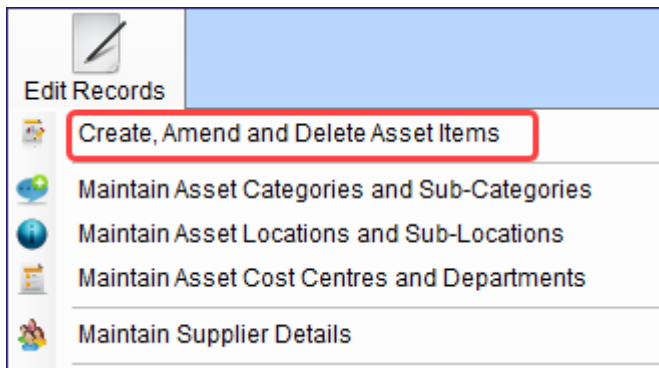 Edit Records
Create, Amend and Delete Asset Items
Maintain Asset Categories and Sub-Categories
Maintain Asset Locations and Sub-Locations
Maintain Asset Cost Centres and Departments
Maintain Supplier Details